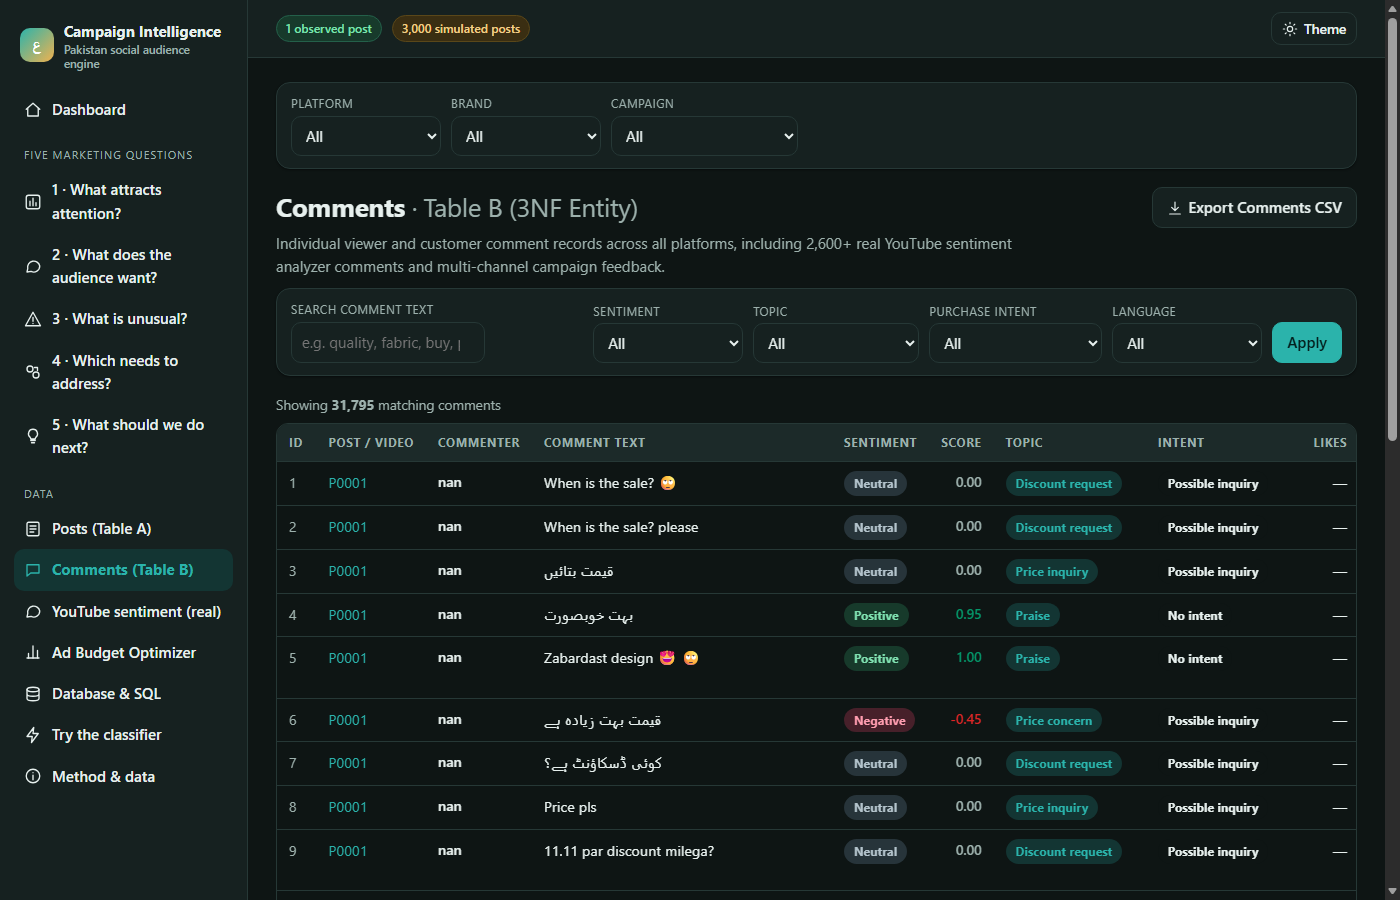 ع
Campaign Intelligence
Pakistan social audience
engine
Dashboard
FIVE MARKETING QUESTIONS
1 · What attracts
attention?
2 · What does the
audience want?
3 · What is unusual?
4 · Which needs to
address?
5 · What should we do
next?
DATA
Posts (Table A)
Comments (Table B)
YouTube sentiment (real)
Ad Budget Optimizer
Database & SQL
Try the classifier
Method & data
1 observed post
3,000 simulated posts
Theme
PLATFORM BRAND CAMPAIGN
All All All
Comments · Table B (3NF Entity)
Export Comments CSV
Individual viewer and customer comment records across all platforms, including 2,600+ real YouTube sentiment
analyzer comments and multi-channel campaign feedback.
SEARCH COMMENT TEXT SENTIMENT TOPIC PURCHASE INTENT LANGUAGE
e.g. quality, fabric, buy, All All All All Apply
Showing 31,795 matching comments
ID POST / VIDEO COMMENTER COMMENT TEXT SENTIMENT SCORE TOPIC INTENT LIKES
1 P0001 nan When is the sale? 🙄 Neutral 0.00 Discount request Possible inquiry —
2 P0001 nan When is the sale? please Neutral 0.00 Discount request Possible inquiry —
3 P0001 nan قیمت بتائیں Neutral 0.00 Price inquiry Possible inquiry —
4 P0001 nan بہت خوبصورت Positive 0.95 Praise No intent —
5 P0001 nan Zabardast design 🤩 🙄 Positive 1.00 Praise No intent —
6 P0001 nan قیمت بہت زیادہ ہے Negative -0.45 Price concern Possible inquiry —
7 P0001 nan کوئی ڈسکاؤنٹ ہے؟ Neutral 0.00 Discount request Possible inquiry —
8 P0001 nan Price pls Neutral 0.00 Price inquiry Possible inquiry —
9 P0001 nan 11.11 par discount milega? Neutral 0.00 Discount request Possible inquiry —